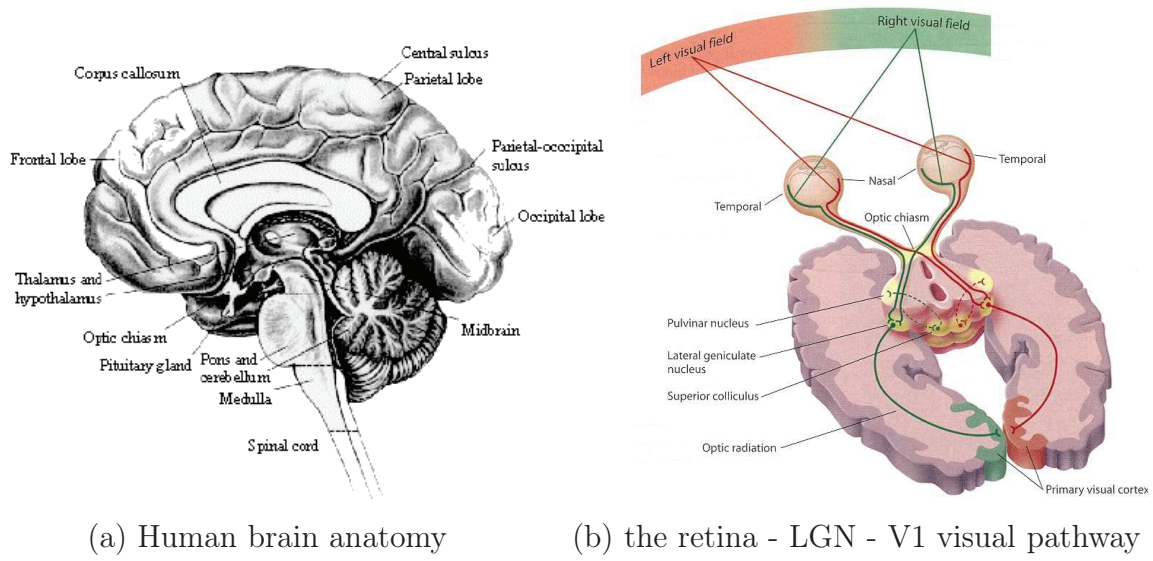 Central sulcus
Corpus callosum
Parietal lobe
Frontal lobe
Parietal-occipital
sulcus
Occipital lobe
Thalamus and
hypothalamus
Optic chiasm
Midbrain
Pituitary gland
Pons and
cerebellum
Medulla
Spinal cord
(a) Human brain anatomy
Right visual field
Left visual field
Temporal
Nasal
Temporal
Optic chiasm
Pulvinar nucleus
Lateral geniculate
nucleus
Superior colliculus
Optic radiation
Primary visual cortex
(b) the retina - LGN - V1 visual pathway